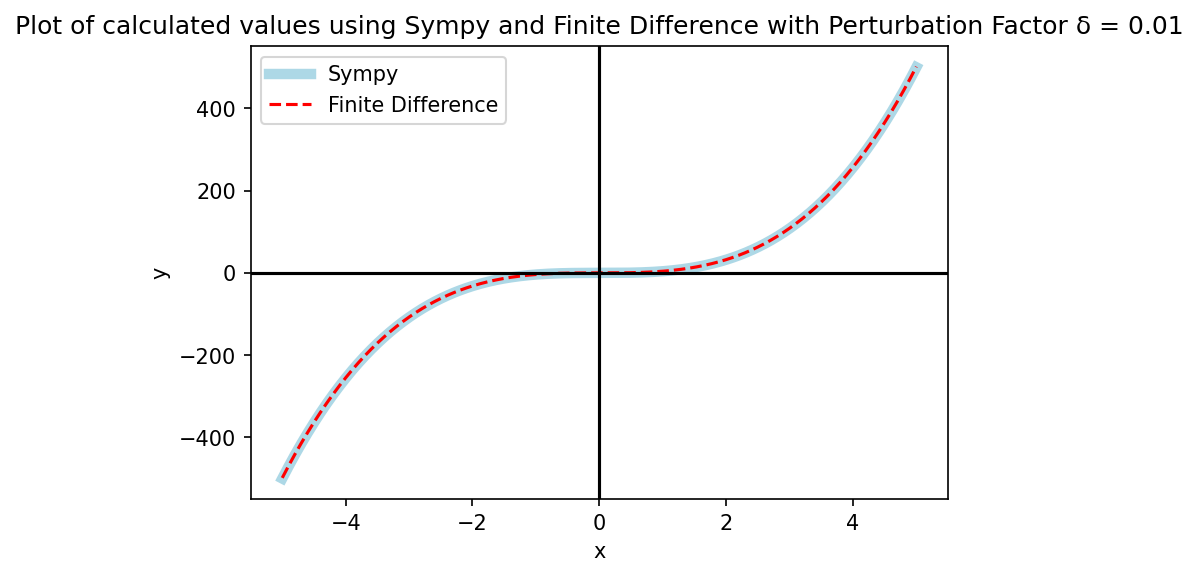 Plot of calculated values using Sympy and Finite Difference with Perturbation Factor δ = 0.01
Sympy
Finite Difference
400
200
0
−200
−400
y
−4
−2
0
2
4
x